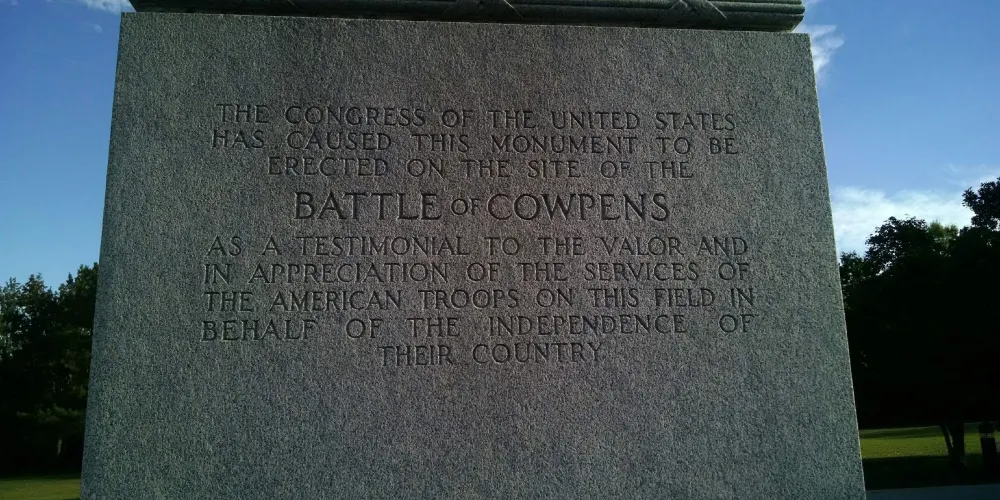 THE CONGRESS OF THE UNITED STATES
HAS CAUSED THIS MONUMENT TO BE
ERECTED ON THE SITE OF THE
BATTLE OF COWPENS
AS A TESTIMONIAL TO THE VALOR AND
IN APPRECIATION OF THE SERVICES OF
THE AMERICAN TROOPS ON THIS FIELD IN
BEHALF OF THE INDEPENDENCE OF
THEIR COUNTRY